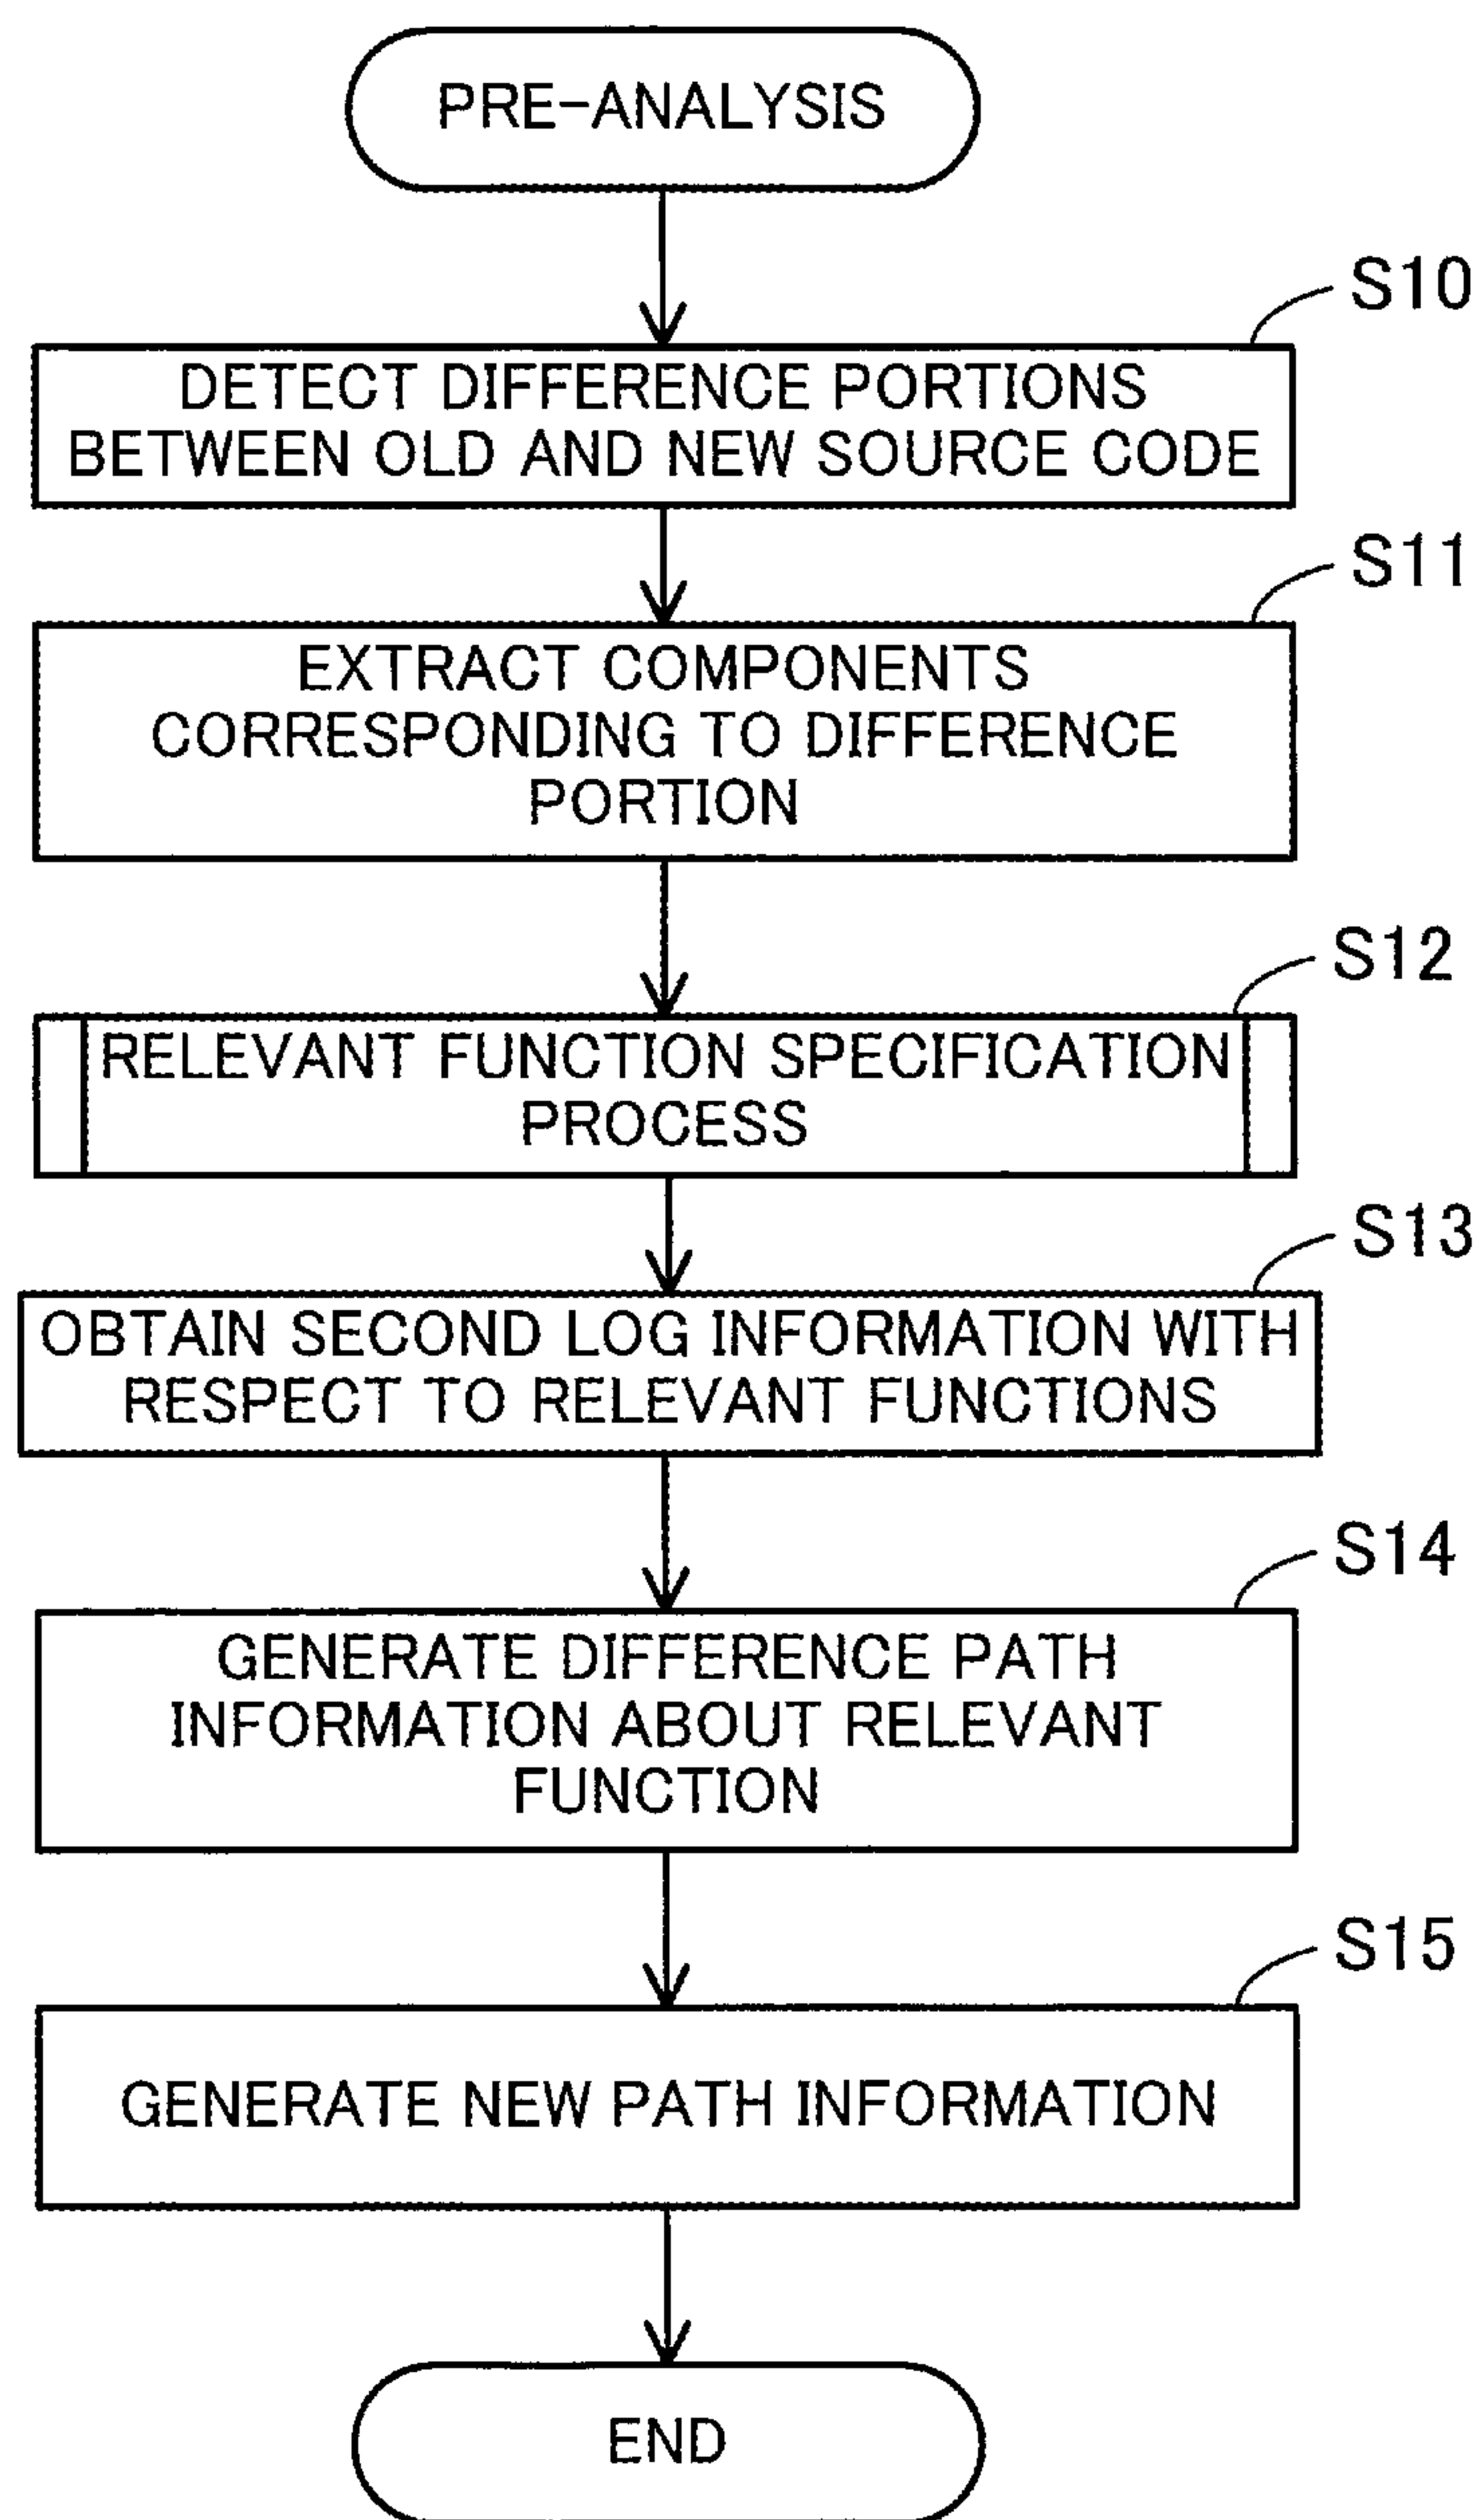 PRE-ANALYSIS
S10
DETECT DIFFERENCE PORTIONS
BETWEEN OLD AND NEW SOURCE CODE
S11
EXTRACT COMPONENTS
CORRESPONDING TO DIFFERENCE
PORTION
S12
RELEVANT FUNCTION SPECIFICATION
PROCESS
S13
OBTAIN SECOND LOG INFORMATION WITH
RESPECT TO RELEVANT FUNCTIONS
S14
GENERATE DIFFERENCE PATH
INFORMATION ABOUT RELEVANT
FUNCTION
S15
GENERATE NEW PATH INFORMATION
END